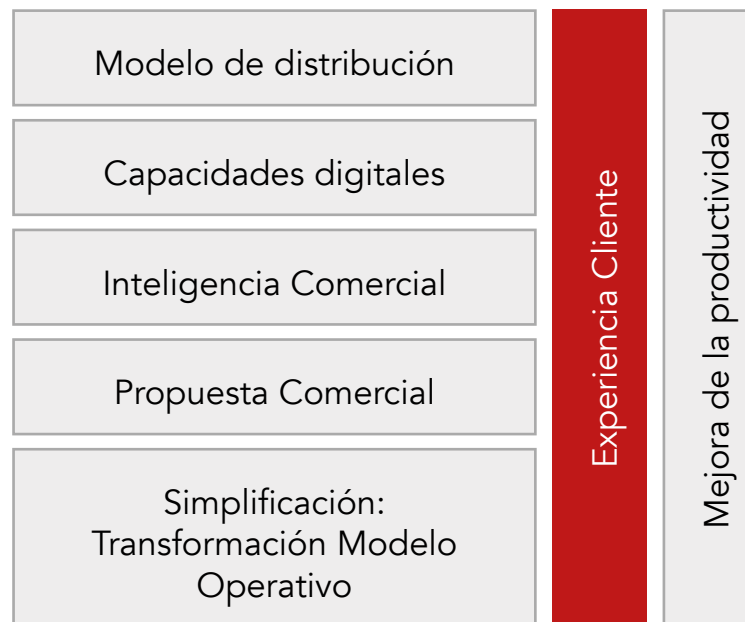 Modelo de distribución
Capacidades digitales
Inteligencia Comercial
Propuesta Comercial
Simplificación:
Transformación Modelo
Operativo
Experiencia Cliente
Mejora de la productividad